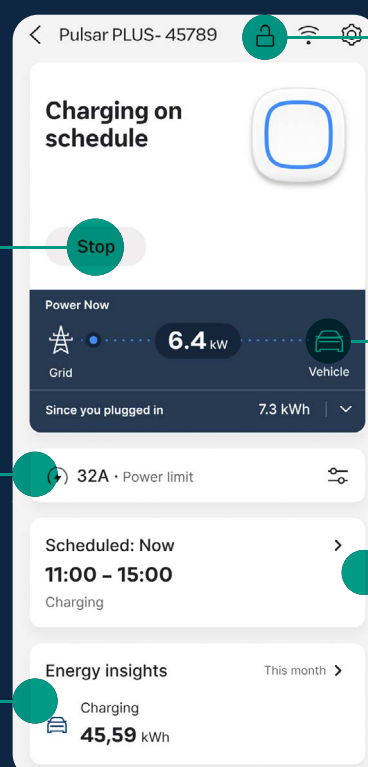 Pulsar PLUS- 45789
Charging on
schedule
Stop
Power Now
6.4 kW
Grid
Vehicle
Since you plugged in 7.3 kWh
32A · Power limit
Scheduled: Now
11:00 – 15:00
Charging
Energy insights This month
Charging
45,59 kWh